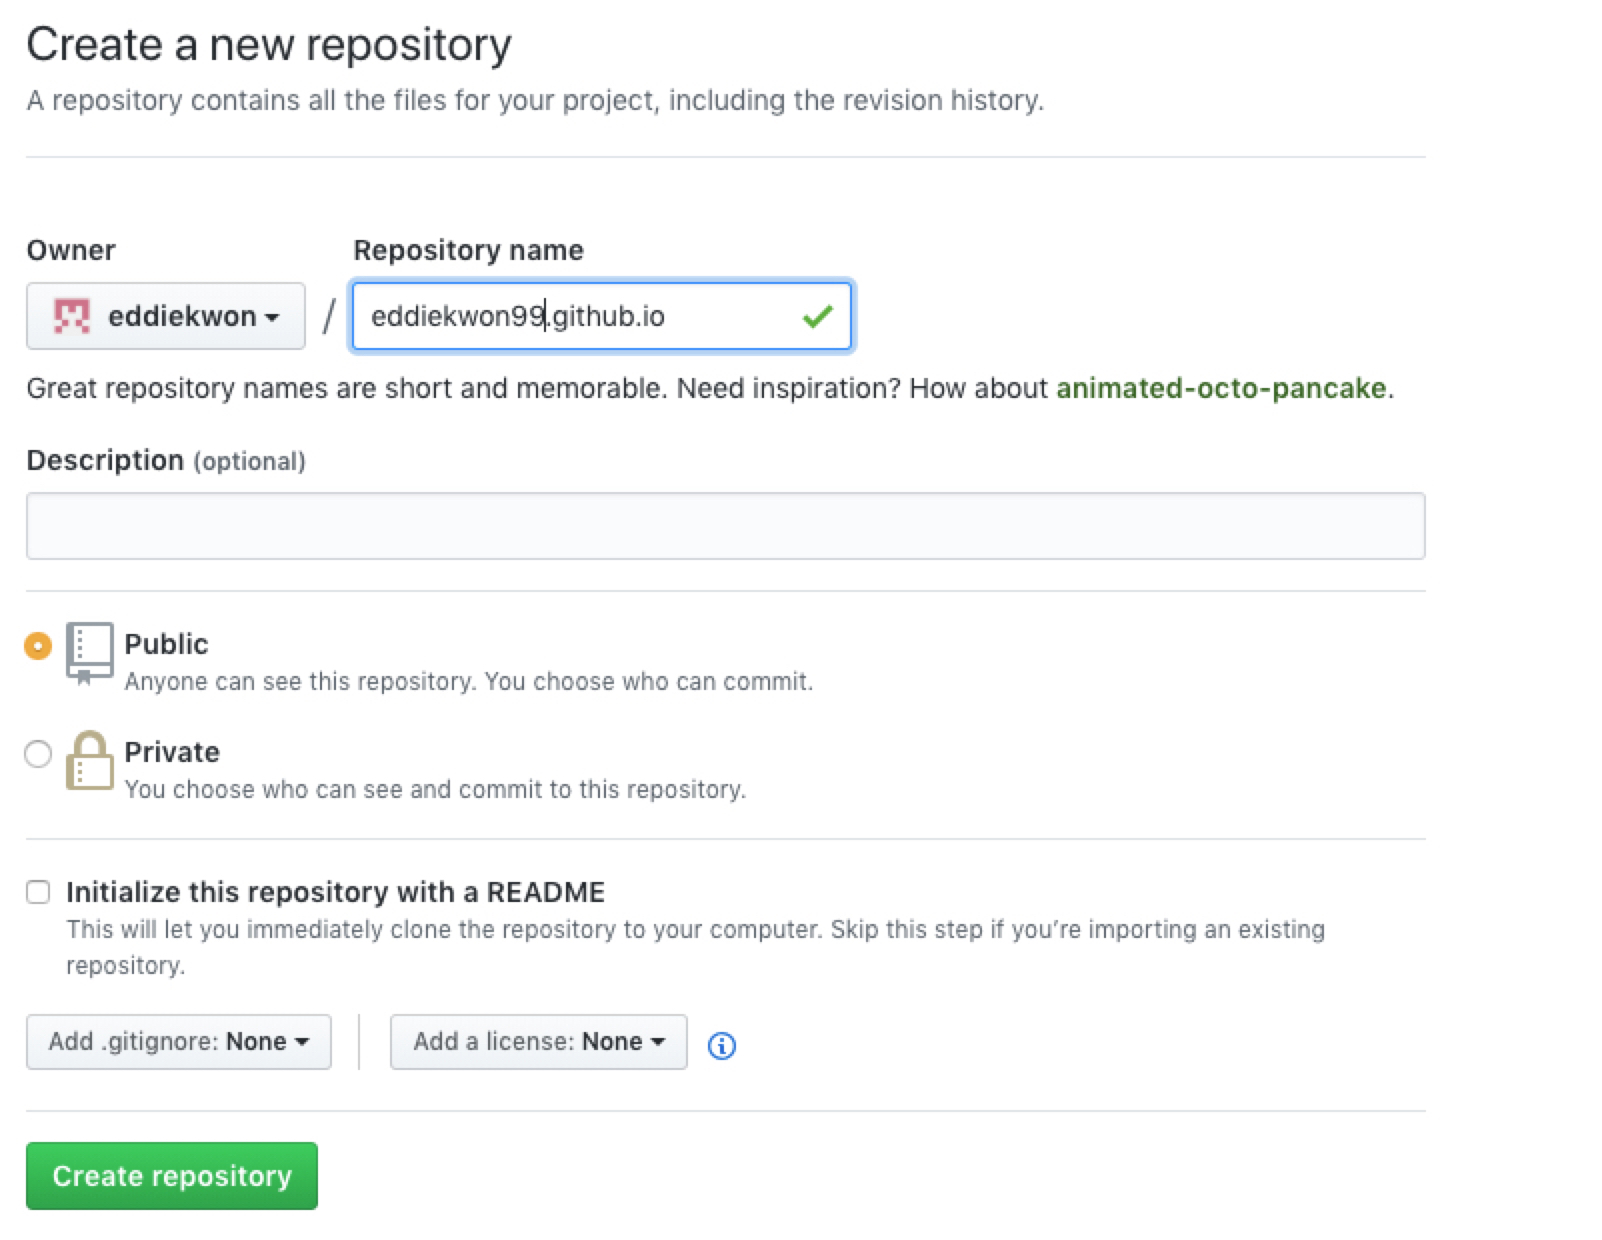 Create a new repository
A repository contains all the files for your project, including the revision history.
Owner
Repository name
eddiekwon / eddiekwon99.github.io
Great repository names are short and memorable. Need inspiration? How about animated-octo-pancake.
Description (optional)
Public
Anyone can see this repository. You choose who can commit.
Private
You choose who can see and commit to this repository.
Initialize this repository with a README
This will let you immediately clone the repository to your computer. Skip this step if you’re importing an existing
repository.
Add .gitignore: None
Add a license: None
Create repository